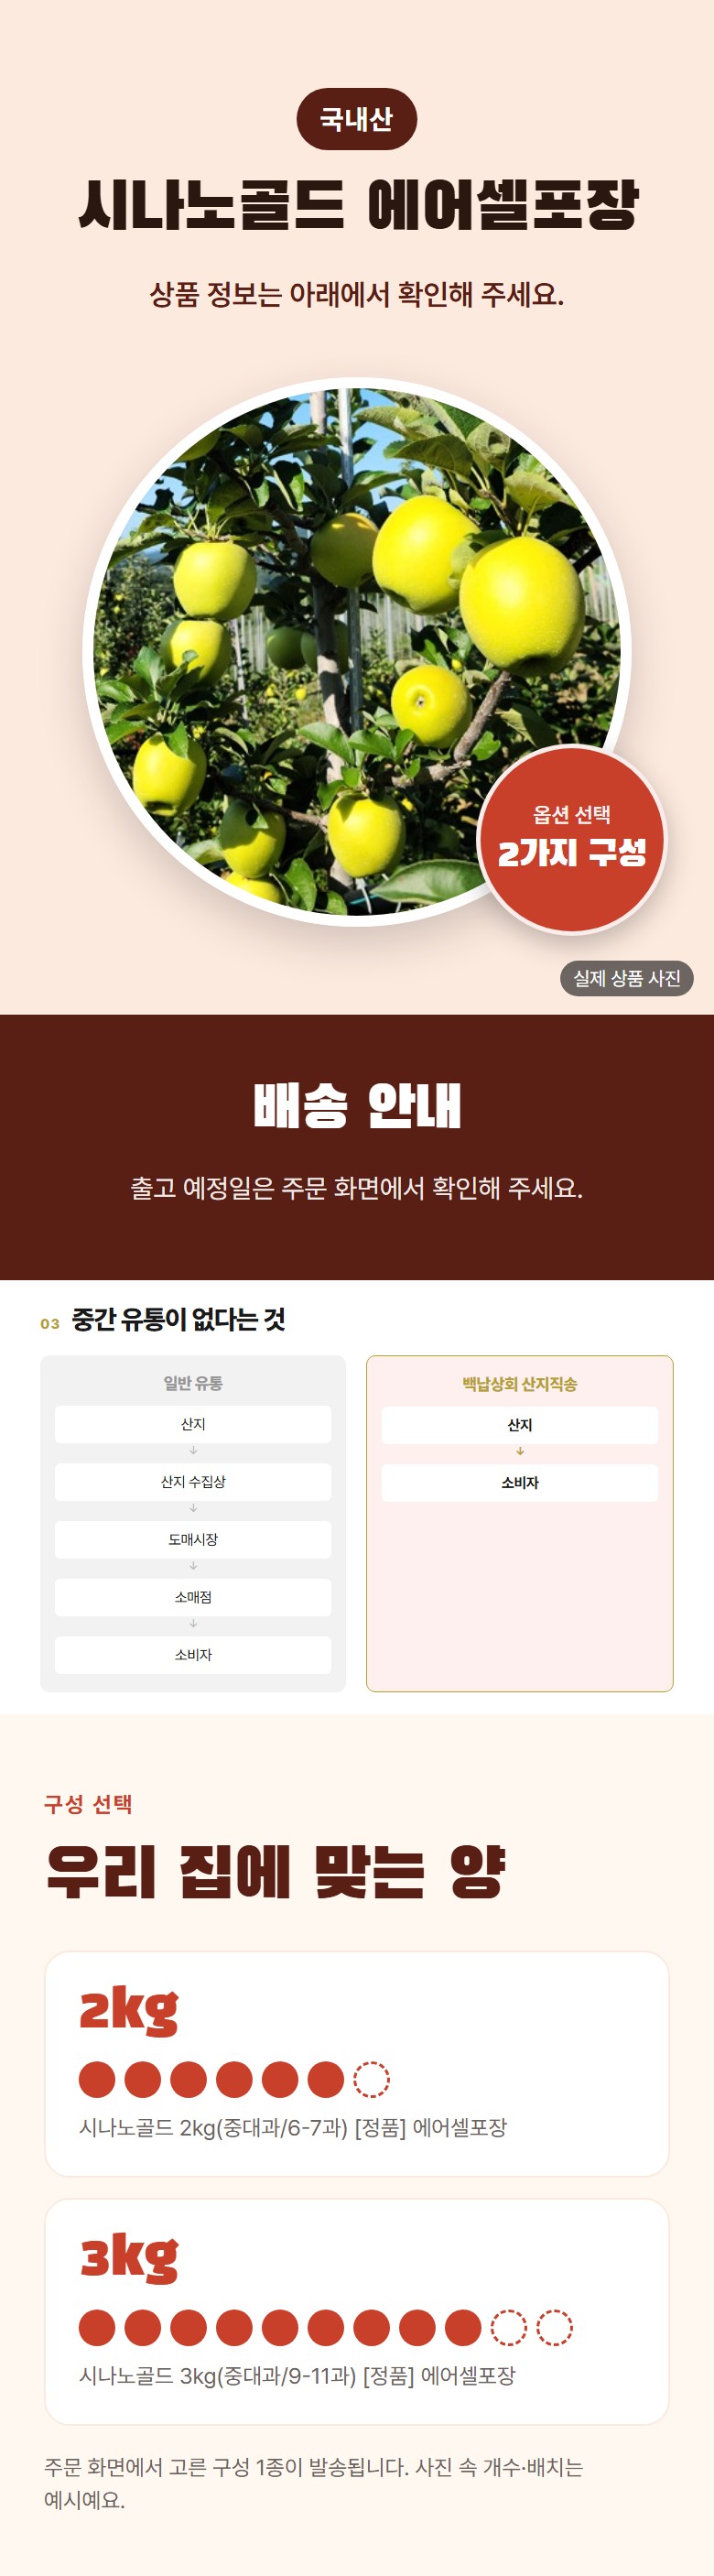 국내산
시나노골드 에어셀포장
상품 정보는 아래에서 확인해 주세요.
옵션 선택
2가지 구성
실제 상품 사진
배송 안내
출고 예정일은 주문 화면에서 확인해 주세요.
03 중간 유통이 없다는 것
일반 유통
산지
↓
산지 수집상
↓
도매시장
↓
소매점
↓
소비자
백납상회 산지직송
산지
↓
소비자
구성 선택
우리 집에 맞는 양
2kg
시나노골드 2kg(중대과/6-7과) [정품] 에어셀포장
3kg
시나노골드 3kg(중대과/9-11과) [정품] 에어셀포장
주문 화면에서 고른 구성 1종이 발송됩니다. 사진 속 개수·배치는
예시예요.